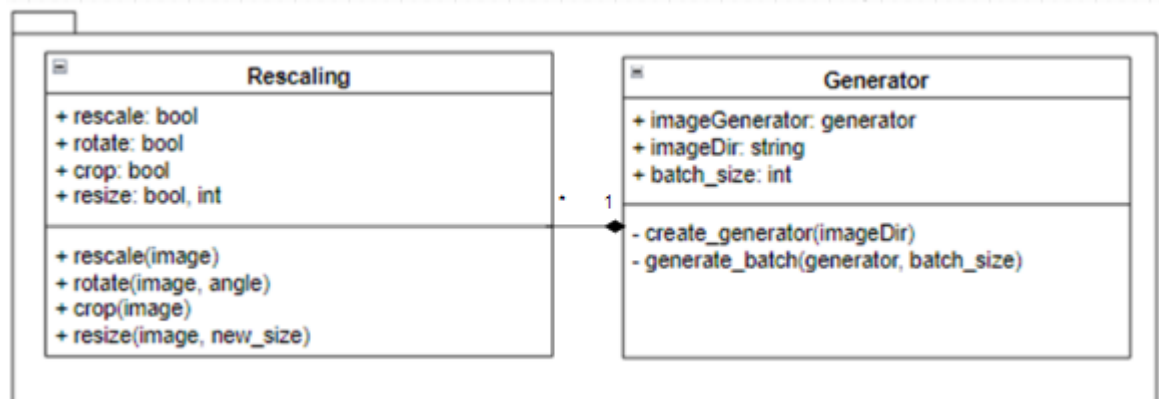 Rescaling
+ rescale: bool
+ rotate: bool
+ crop: bool
+ resize: bool, int
+ rescale(image)
+ rotate(image, angle)
+ crop(image)
+ resize(image, new_size)
* 1
Generator
+ imageGenerator: generator
+ imageDir: string
+ batch_size: int
- create_generator(imageDir)
- generate_batch(generator, batch_size)